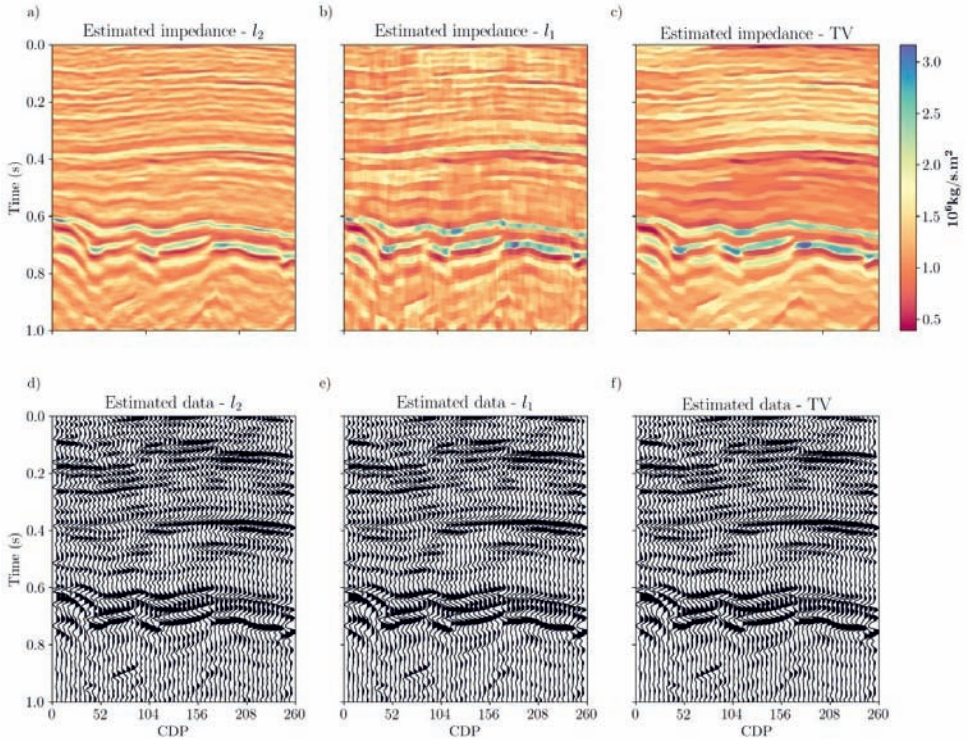 a)
b)
c)
Estimated impedance - l₂
Estimated impedance - l₁
Estimated impedance - TV
0.0
0.2
0.4
0.6
0.8
1.0
Time (s)
3.0
2.5
2.0
1.5
1.0
0.5
10⁶kg/s.m²
d)
e)
f)
Estimated data - l₂
Estimated data - l₁
Estimated data - TV
0.0
0.2
0.4
0.6
0.8
1.0
Time (s)
0 52 104 156 208 260
0 52 104 156 208 260
0 52 104 156 208 260
CDP
CDP
CDP